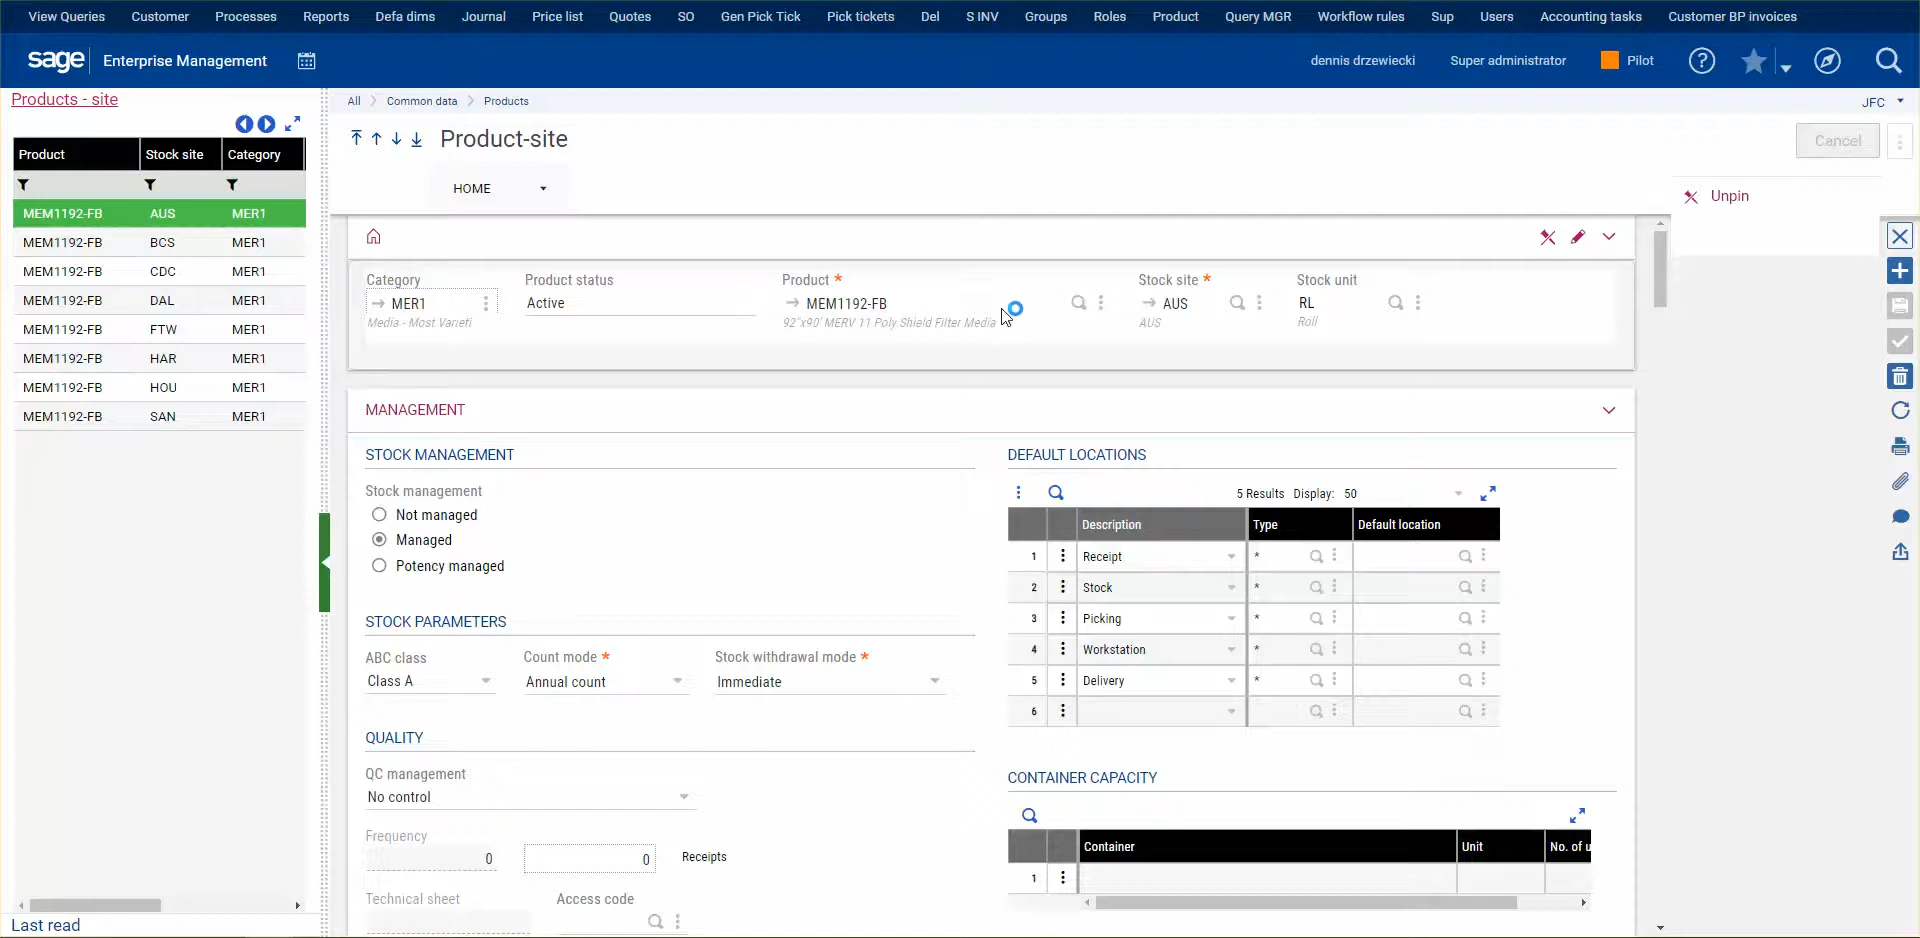 View Queries Customer Processes Reports Defa dims Journal Price list Quotes SO Gen Pick Tick Pick tickets Del S INV Groups Roles Product Query MGR Workflow rules Sup Users Accounting tasks Customer BP invoices
sage Enterprise Management dennis drzewiecki Super administrator Pilot
Products - site
All Common data Products JFC
Product-site Cancel
HOME
Unpin
Product Stock site Category
MEM1192-FB AUS MER1
MEM1192-FB BCS MER1
MEM1192-FB CDC MER1
MEM1192-FB DAL MER1
MEM1192-FB FTW MER1
MEM1192-FB HAR MER1
MEM1192-FB HOU MER1
MEM1192-FB SAN MER1
Last read
Category Product status Product * Stock site * Stock unit
MER1 Active MEM1192-FB AUS RL
Media - Most Varieti 92"x90' MERV 11 Poly Shield Filter Media AUS Roll
MANAGEMENT
STOCK MANAGEMENT
Stock management
Not managed
Managed
Potency managed
STOCK PARAMETERS
ABC class Count mode * Stock withdrawal mode *
Class A Annual count Immediate
QUALITY
QC management
No control
Frequency
0 0 Receipts
Technical sheet Access code
DEFAULT LOCATIONS
5 Results Display: 50
Description Type Default location
1 Receipt *
2 Stock *
3 Picking *
4 Workstation *
5 Delivery *
6
CONTAINER CAPACITY
Container Unit No. of u
1